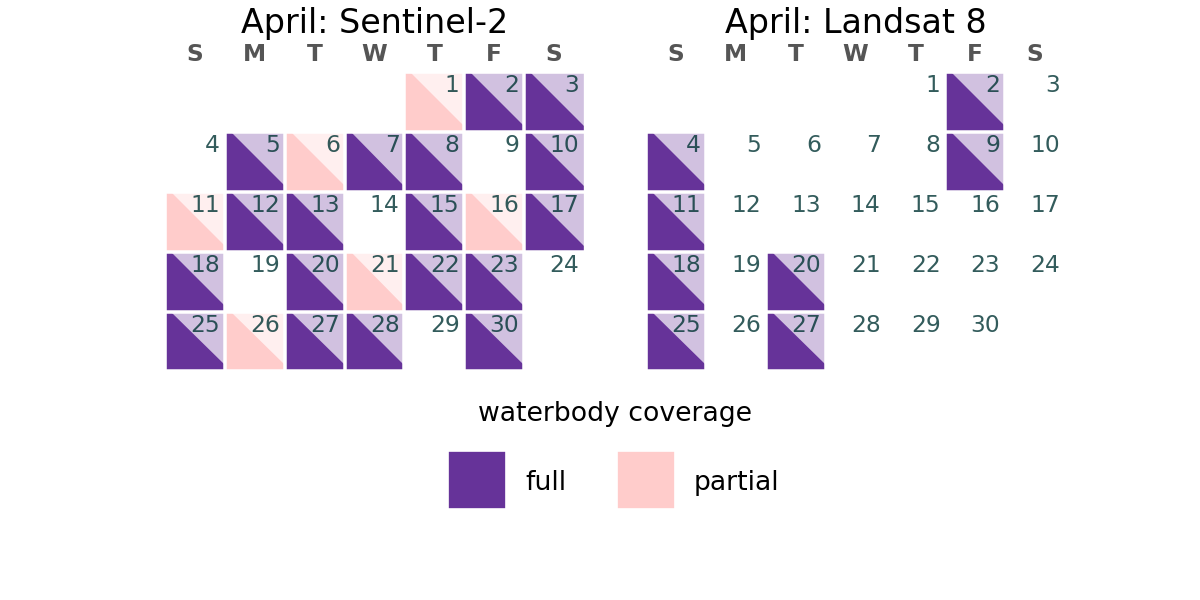 April: Sentinel-2
S M T W T F S
1 2 3
4 5 6 7 8 9 10
11 12 13 14 15 16 17
18 19 20 21 22 23 24
25 26 27 28 29 30
April: Landsat 8
S M T W T F S
1 2 3
4 5 6 7 8 9 10
11 12 13 14 15 16 17
18 19 20 21 22 23 24
25 26 27 28 29 30
waterbody coverage
full
partial